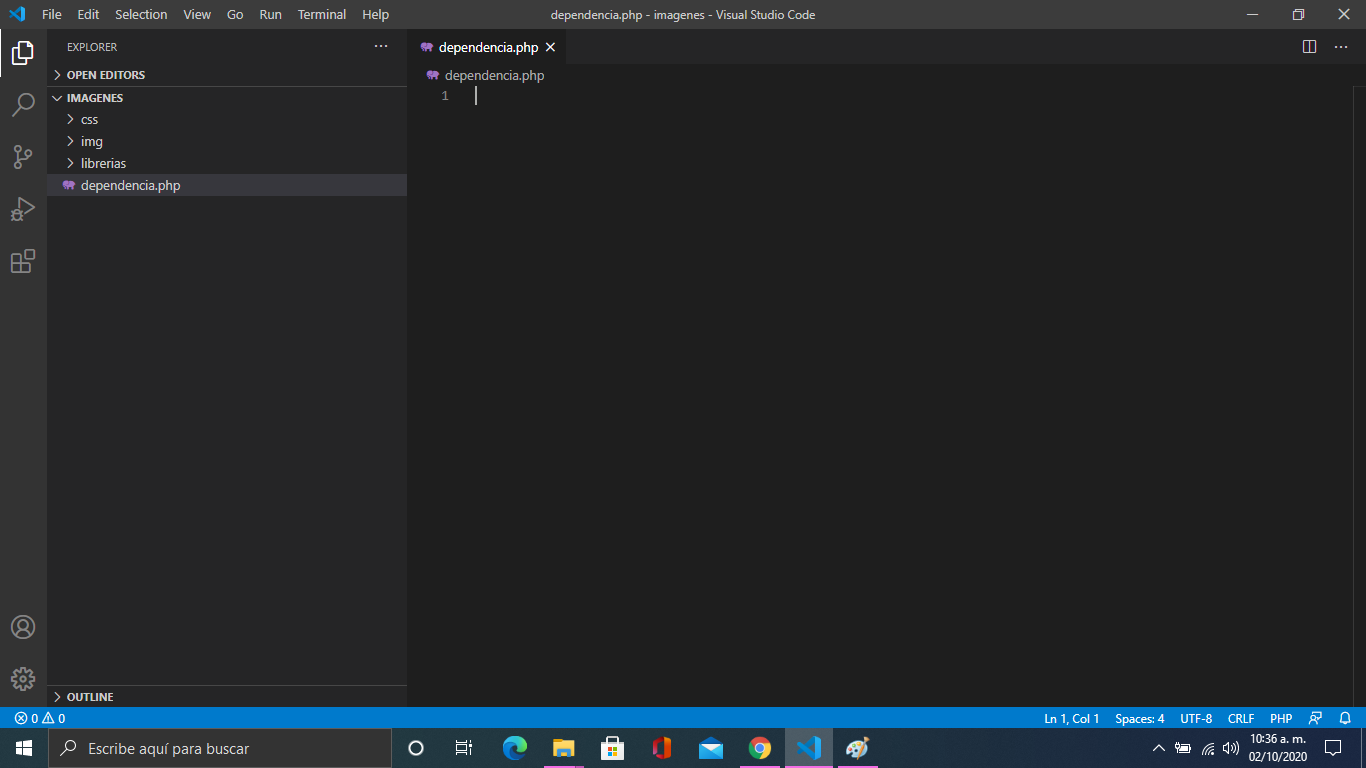 File Edit Selection View Go Run Terminal Help dependencia.php - imagenes - Visual Studio Code
EXPLORER
OPEN EDITORS
IMAGENES
css
img
librerias
dependencia.php
OUTLINE
dependencia.php
dependencia.php
1
0 0 Ln 1, Col 1 Spaces: 4 UTF-8 CRLF PHP
Escribe aquí para buscar
10:36 a. m.
02/10/2020